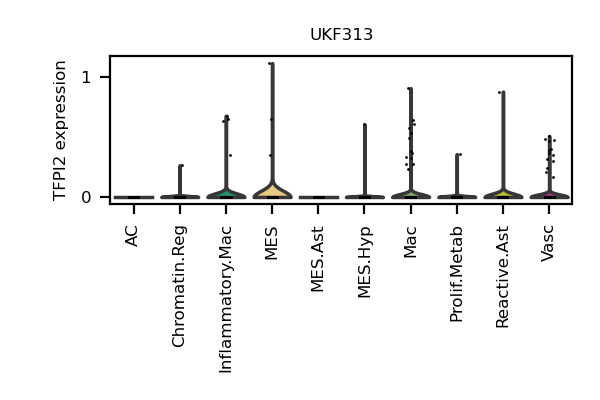 UKF313
TFPI2 expression
1
0
AC
Chromatin.Reg
Inflammatory.Mac
MES
MES.Ast
MES.Hyp
Mac
Prolif.Metab
Reactive.Ast
Vasc